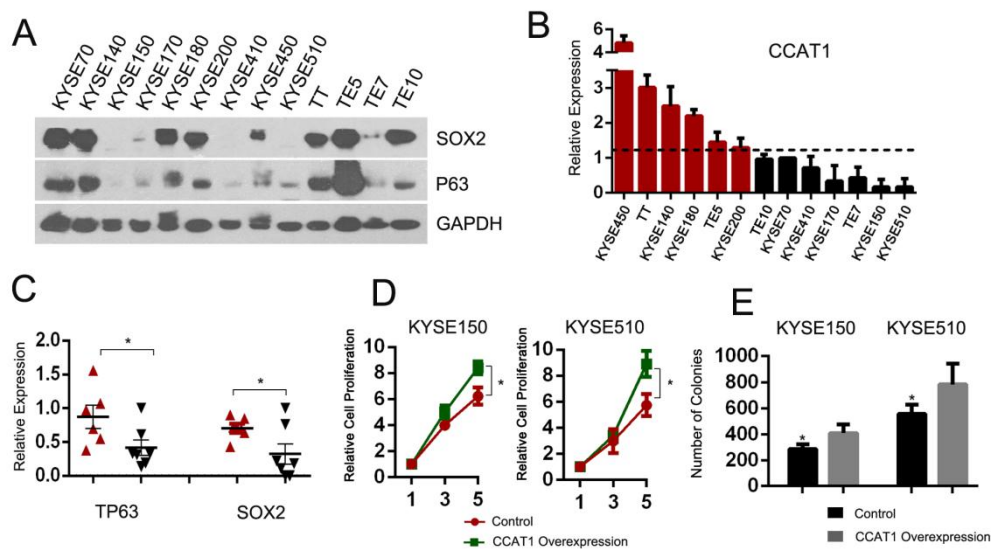 A
KYSE70
KYSE140
KYSE150
KYSE170
KYSE180
KYSE200
KYSE410
KYSE450
KYSE510
TT
TE5
TE7
TE10
SOX2
P63
GAPDH
B
CCAT1
Relative Expression
6
4
3
2
1
0
KYSE450
TT
KYSE140
KYSE180
TE5
KYSE200
TE10
KYSE70
KYSE410
KYSE170
TE7
KYSE150
KYSE510
C
Relative Expression
2.0
1.5
1.0
0.5
0.0
*
*
TP63
SOX2
D
KYSE150
Relative Cell Proliferation
10
8
6
4
2
0
*
1 3 5
KYSE510
Relative Cell Proliferation
10
8
6
4
2
0
*
1 3 5
Control
CCAT1 Overexpression
E
KYSE150 KYSE510
Number of Colonies
1000
800
600
400
200
0
*
*
Control
CCAT1 Overexpression